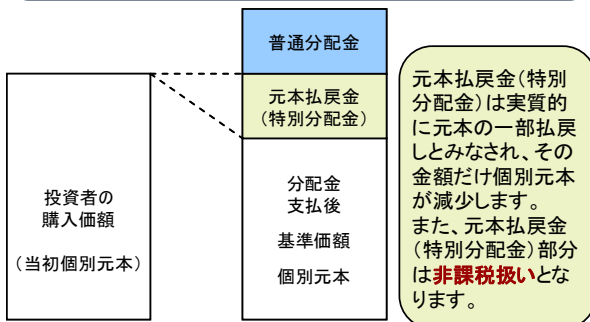 普通分配金
元本払戻金
(特別分配金)
投資者の
購入価額
(当初個別元本)
分配金
支払後
基準価額
個別元本
元本払戻金(特別
分配金)は実質的
に元本の一部払戻
しとみなされ、その
金額だけ個別元本
が減少します。
また、元本払戻金
(特別分配金)部分
は非課税扱いとな
ります。